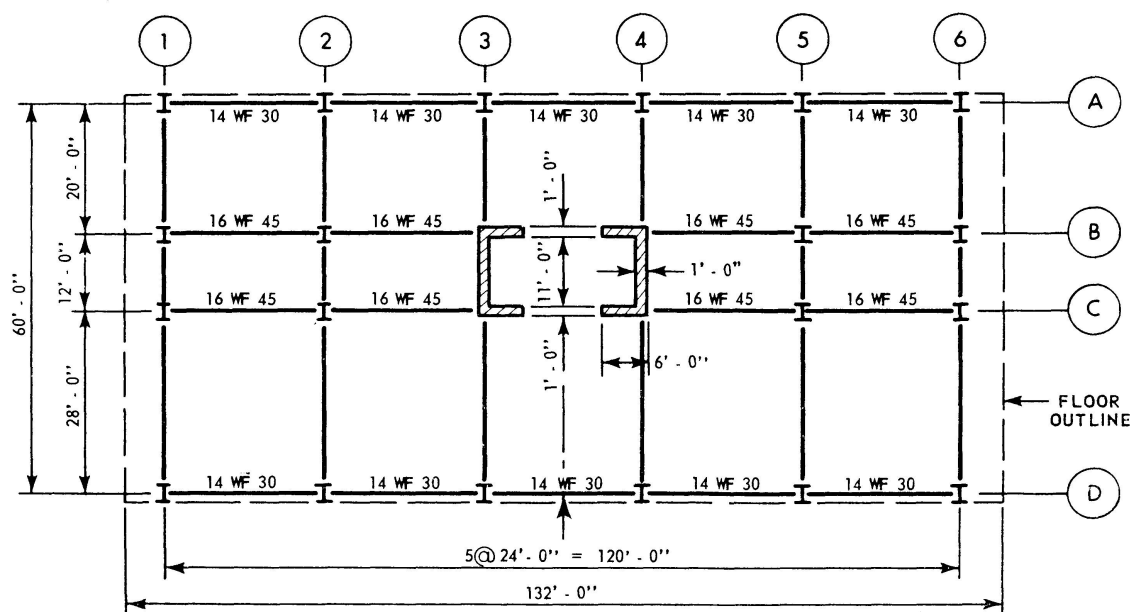 1 2 3 4 5 6
A
14 WF 30 14 WF 30 14 WF 30 14 WF 30 14 WF 30
20' - 0''
1' - 0''
16 WF 45 16 WF 45 16 WF 45 16 WF 45
B
60' - 0''
12' - 0''
11' - 0''
1' - 0"
16 WF 45 16 WF 45 16 WF 45 16 WF 45
C
1' - 0''
6' - 0''
28' - 0''
FLOOR
OUTLINE
14 WF 30 14 WF 30 14 WF 30 14 WF 30 14 WF 30
D
5@ 24' - 0'' = 120' - 0''
132' - 0''